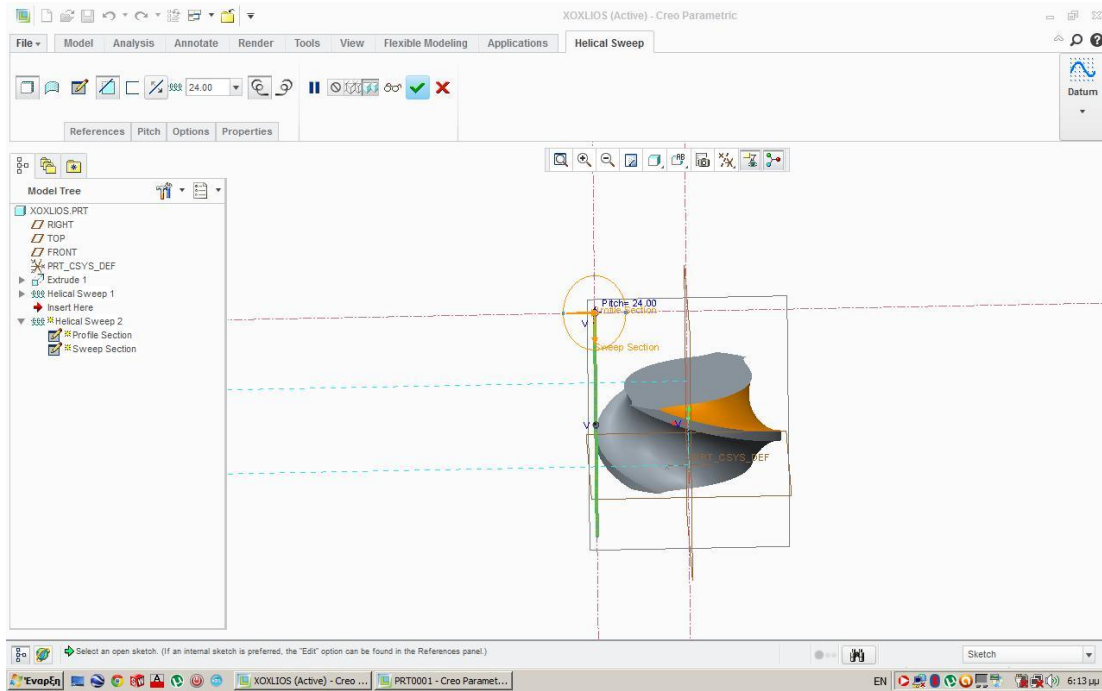 XOXLIOS (Active) - Creo Parametric
File Model Analysis Annotate Render Tools View Flexible Modeling Applications Helical Sweep
24.00
Datum
References Pitch Options Properties
Model Tree
XOXLIOS.PRT
RIGHT
TOP
FRONT
PRT_CSYS_DEF
Extrude 1
Helical Sweep 1
Insert Here
Helical Sweep 2
Profile Section
Sweep Section
Pitch= 24.00
Profile Section
V
Sweep Section
V
V
PRT_CSYS_DEF
Select an open sketch. (If an internal sketch is preferred, the "Edit" option can be found in the References panel.)
Sketch
Έναρξη XOXLIOS (Active) - Creo ... PRT0001 - Creo Paramet... EN 6:13 μμ